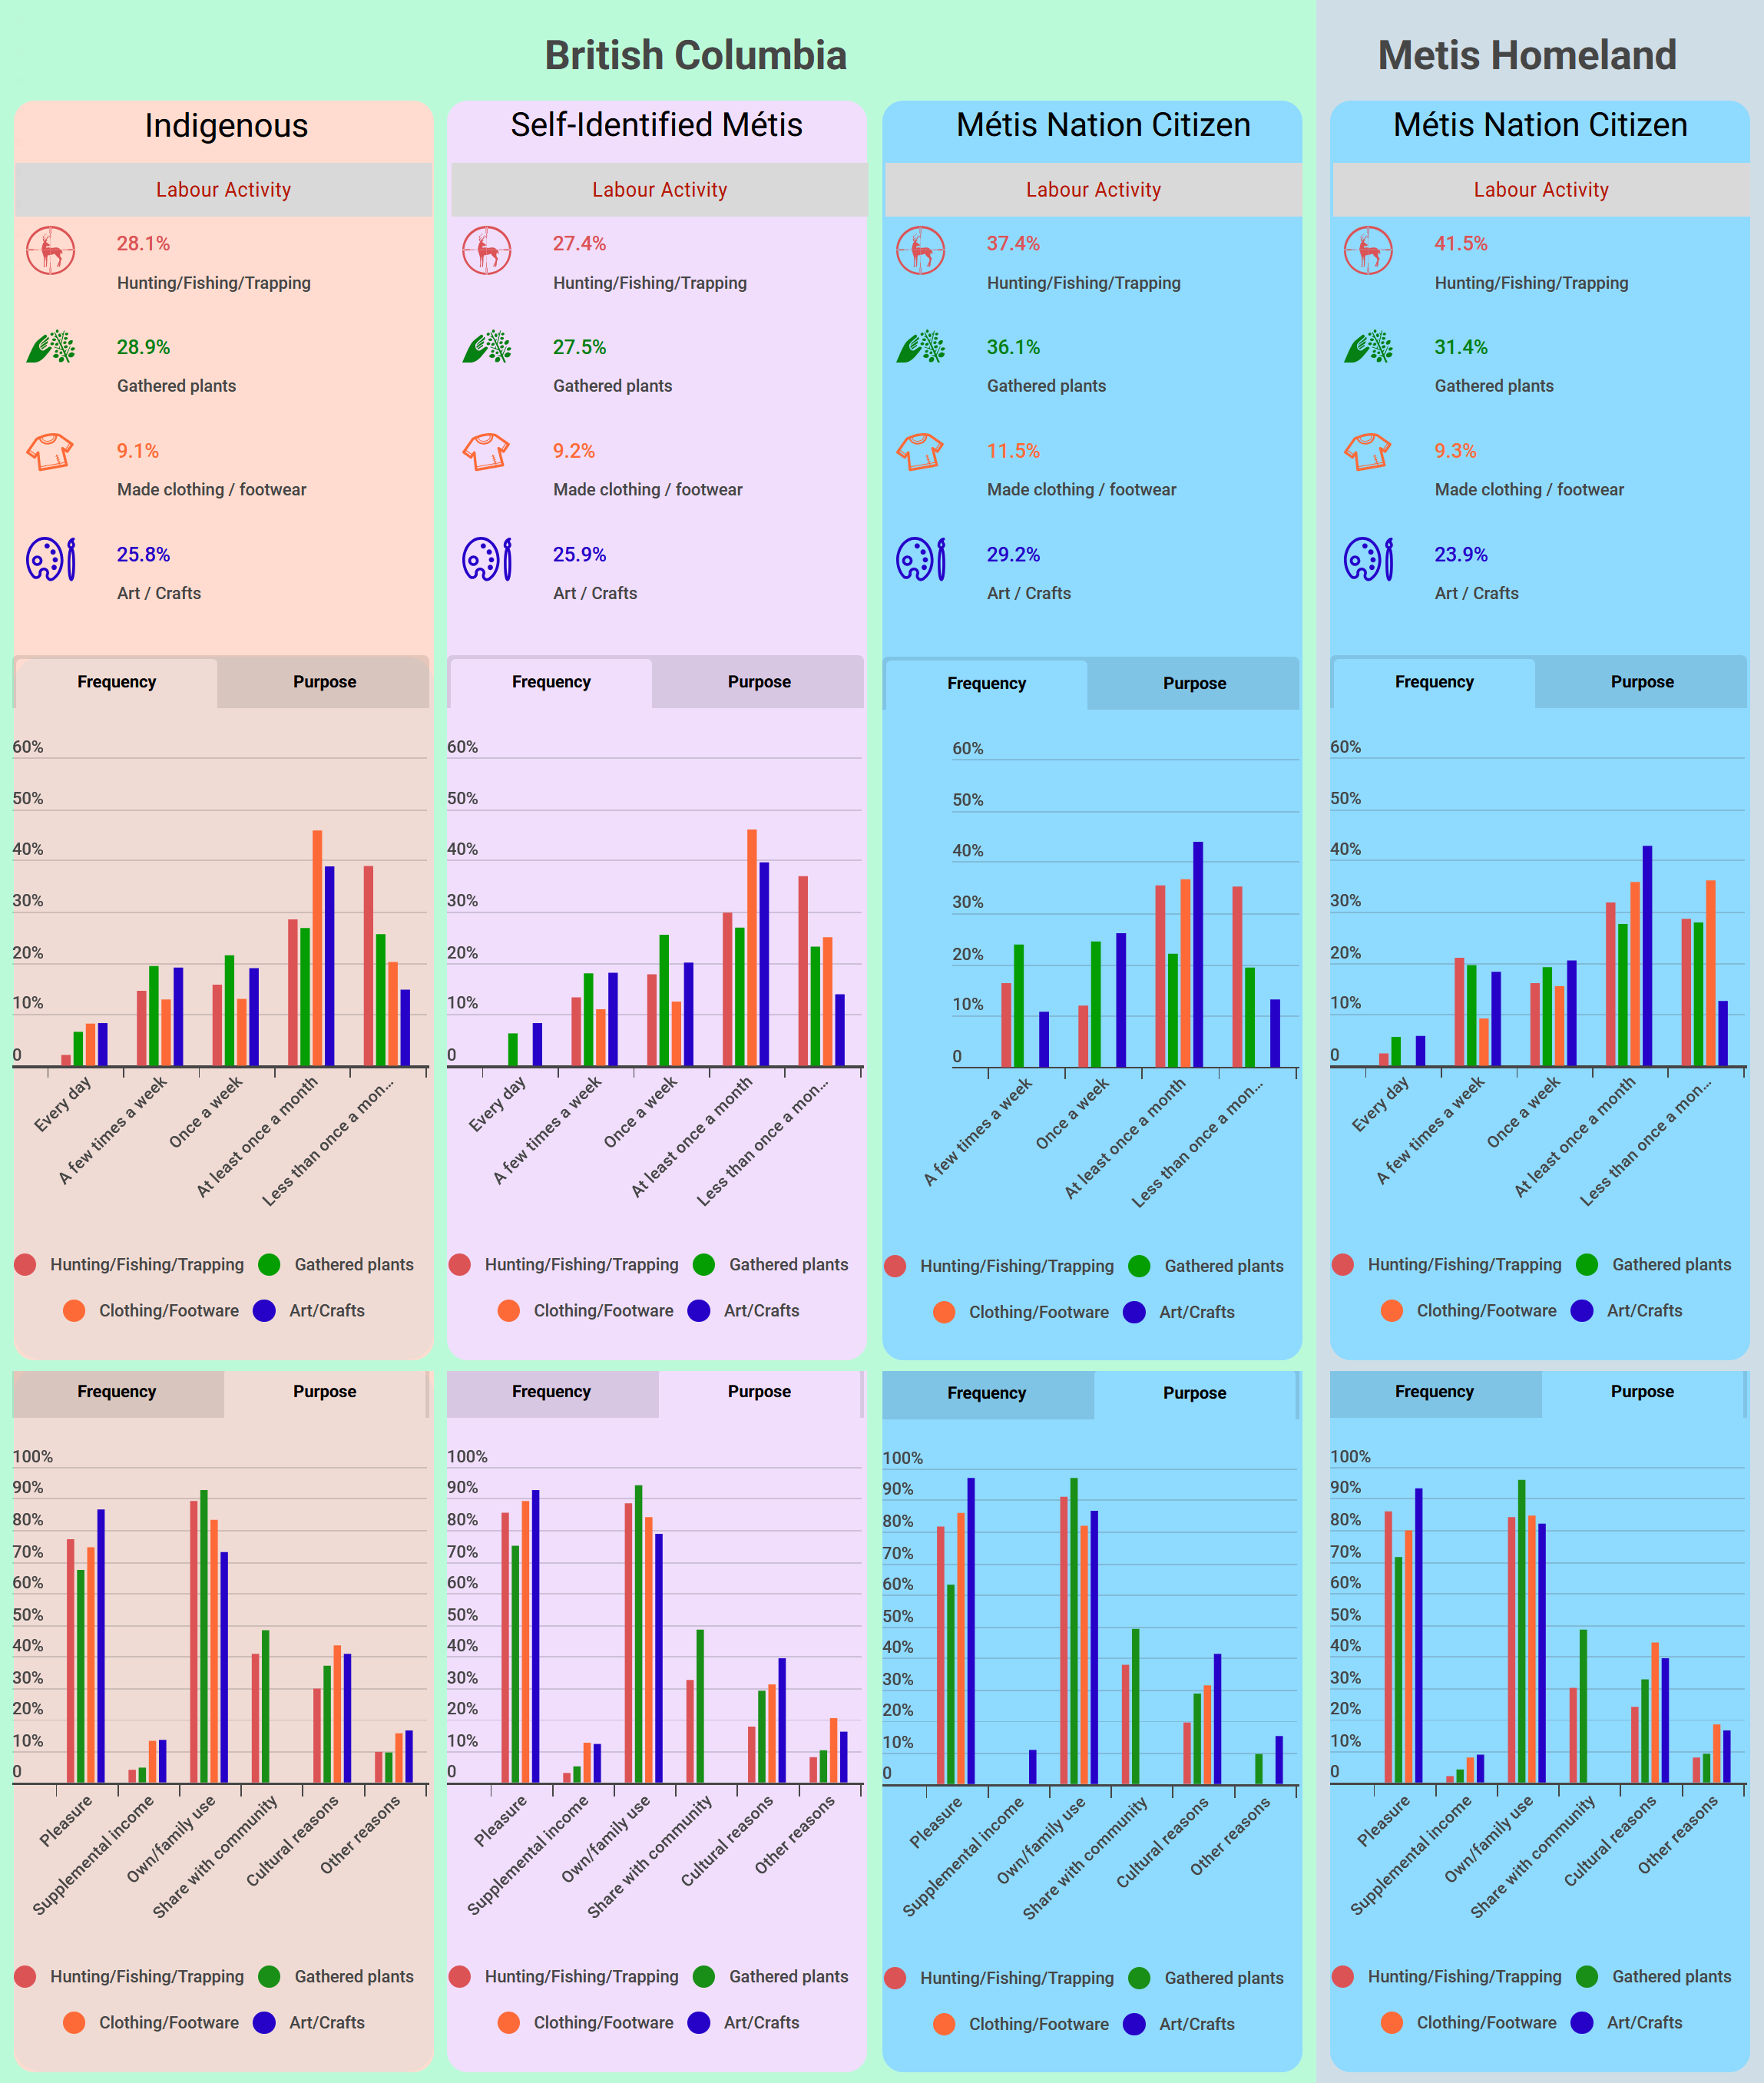 British Columbia
Metis Homeland
Indigenous
Labour Activity
28.1%
Hunting/Fishing/Trapping
28.9%
Gathered plants
9.1%
Made clothing / footwear
25.8%
Art / Crafts
Frequency Purpose
60%
50%
40%
30%
20%
10%
0
Every day
A few times a week
Once a week
At least once a month
Less than once a mon...
Hunting/Fishing/Trapping Gathered plants
Clothing/Footware Art/Crafts
Frequency Purpose
100%
90%
80%
70%
60%
50%
40%
30%
20%
10%
0
Pleasure
Supplemental income
Own/family use
Share with community
Cultural reasons
Other reasons
Hunting/Fishing/Trapping Gathered plants
Clothing/Footware Art/Crafts
Self-Identified Métis
Labour Activity
27.4%
Hunting/Fishing/Trapping
27.5%
Gathered plants
9.2%
Made clothing / footwear
25.9%
Art / Crafts
Frequency Purpose
60%
50%
40%
30%
20%
10%
0
Every day
A few times a week
Once a week
At least once a month
Less than once a mon...
Hunting/Fishing/Trapping Gathered plants
Clothing/Footware Art/Crafts
Frequency Purpose
100%
90%
80%
70%
60%
50%
40%
30%
20%
10%
0
Pleasure
Supplemental income
Own/family use
Share with community
Cultural reasons
Other reasons
Hunting/Fishing/Trapping Gathered plants
Clothing/Footware Art/Crafts
Métis Nation Citizen
Labour Activity
37.4%
Hunting/Fishing/Trapping
36.1%
Gathered plants
11.5%
Made clothing / footwear
29.2%
Art / Crafts
Frequency Purpose
60%
50%
40%
30%
20%
10%
0
A few times a week
Once a week
At least once a month
Less than once a mon...
Hunting/Fishing/Trapping Gathered plants
Clothing/Footware Art/Crafts
Frequency Purpose
100%
90%
80%
70%
60%
50%
40%
30%
20%
10%
0
Pleasure
Supplemental income
Own/family use
Share with community
Cultural reasons
Other reasons
Hunting/Fishing/Trapping Gathered plants
Clothing/Footware Art/Crafts
Métis Nation Citizen
Labour Activity
41.5%
Hunting/Fishing/Trapping
31.4%
Gathered plants
9.3%
Made clothing / footwear
23.9%
Art / Crafts
Frequency Purpose
60%
50%
40%
30%
20%
10%
0
Every day
A few times a week
Once a week
At least once a month
Less than once a mon...
Hunting/Fishing/Trapping Gathered plants
Clothing/Footware Art/Crafts
Frequency Purpose
100%
90%
80%
70%
60%
50%
40%
30%
20%
10%
0
Pleasure
Supplemental income
Own/family use
Share with community
Cultural reasons
Other reasons
Hunting/Fishing/Trapping Gathered plants
Clothing/Footware Art/Crafts